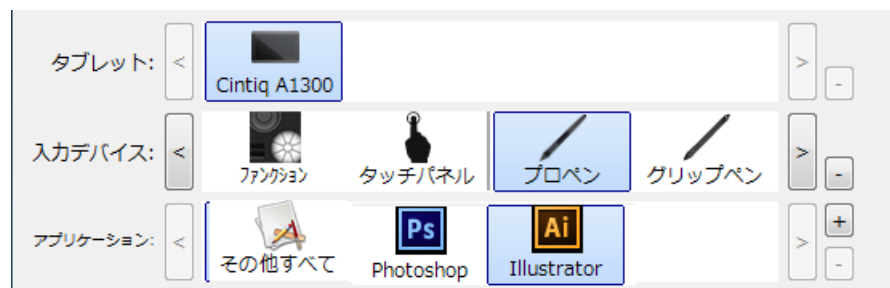 タブレット:
<
Cintiq A1300
>
-
入力デバイス:
<
ファンクション
タッチパネル
プロペン
グリップペン
>
-
アプリケーション:
<
その他すべて
Ps
Photoshop
Ai
Illustrator
>
+
-